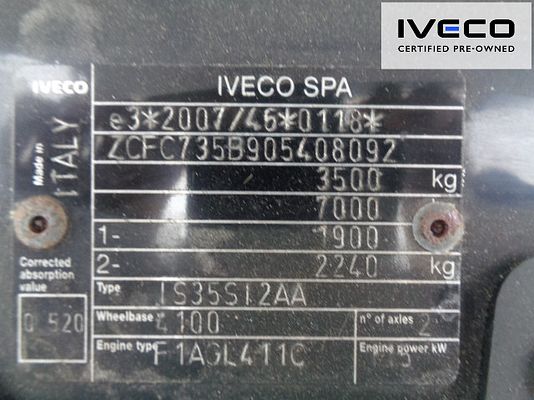 IVECO
CERTIFIED PRE-OWNED
IVECO
IVECO SPA
Made in ITALY
e3*2007/46*0118*
ZCFC735B905408092
3500 kg
7000
1- 1900
2- 2240 kg
Corrected absorption value
0 520
Type IS35SI2AA
Wheelbase 4100 n° of axles 2
Engine type F1AGL411C Engine power kW